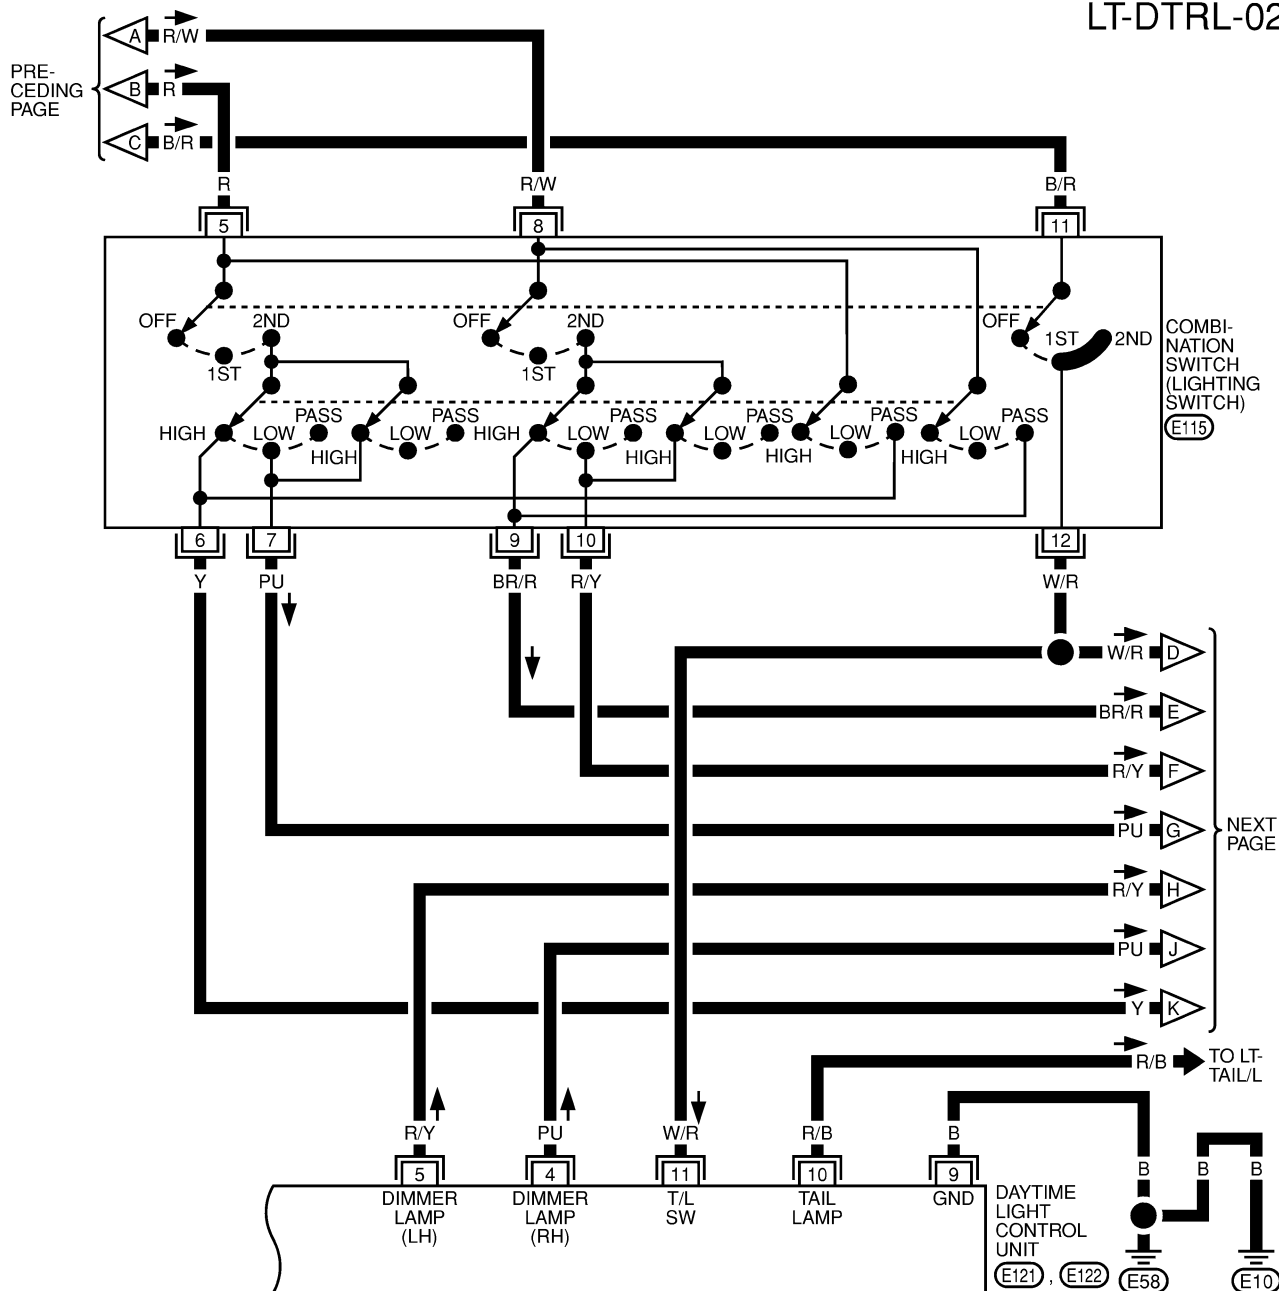 LT-DTRL-02
A R/W
PRE-
CEDING
PAGE
B R
C B/R
R
R/W
B/R
5
8
11
OFF
2ND
1ST
OFF
2ND
1ST
OFF
1ST
2ND
COMBI-
NATION
SWITCH
(LIGHTING
SWITCH)
E115
HIGH
LOW
PASS
HIGH
LOW
PASS
HIGH
LOW
PASS
HIGH
LOW
PASS
HIGH
LOW
PASS
HIGH
LOW
PASS
6
7
9
10
12
Y
PU
BR/R
R/Y
W/R
W/R D
BR/R E
R/Y F
PU G
NEXT
PAGE
R/Y H
PU J
Y K
R/B
TO LT-
TAIL/L
R/Y
PU
W/R
R/B
B
B
B
B
5
4
11
10
9
DIMMER
LAMP
(LH)
DIMMER
LAMP
(RH)
T/L
SW
TAIL
LAMP
GND
DAYTIME
LIGHT
CONTROL
UNIT
E121 , E122
E58
E10